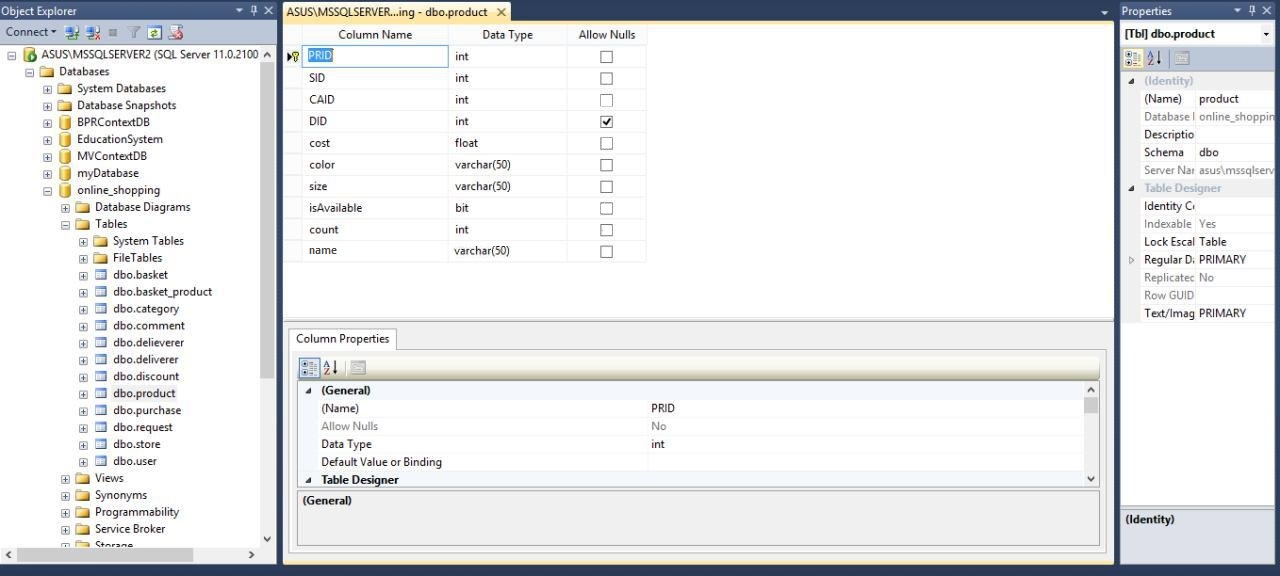 Object Explorer
Connect
ASUS\MSSQLSERVER2 (SQL Server 11.0.2100
Databases
System Databases
Database Snapshots
BPRContextDB
EducationSystem
MVContextDB
myDatabase
online_shopping
Database Diagrams
Tables
System Tables
FileTables
dbo.basket
dbo.basket_product
dbo.category
dbo.comment
dbo.delieverer
dbo.deliverer
dbo.discount
dbo.product
dbo.purchase
dbo.request
dbo.store
dbo.user
Views
Synonyms
Programmability
Service Broker
Storage
ASUS\MSSQLSERVER...ing - dbo.product
Column Name Data Type Allow Nulls
PRID int
SID int
CAID int
DID int
cost float
color varchar(50)
size varchar(50)
isAvailable bit
count int
name varchar(50)
Column Properties
(General)
(Name) PRID
Allow Nulls No
Data Type int
Default Value or Binding
Table Designer
(General)
Properties
[Tbl] dbo.product
(Identity)
(Name) product
Database online_shoppin
Descriptio
Schema dbo
Server Nar asus\mssqlserv
Table Designer
Identity Co
Indexable Yes
Lock Escal Table
Regular Da PRIMARY
Replicated No
Row GUID
Text/Imag PRIMARY
(Identity)